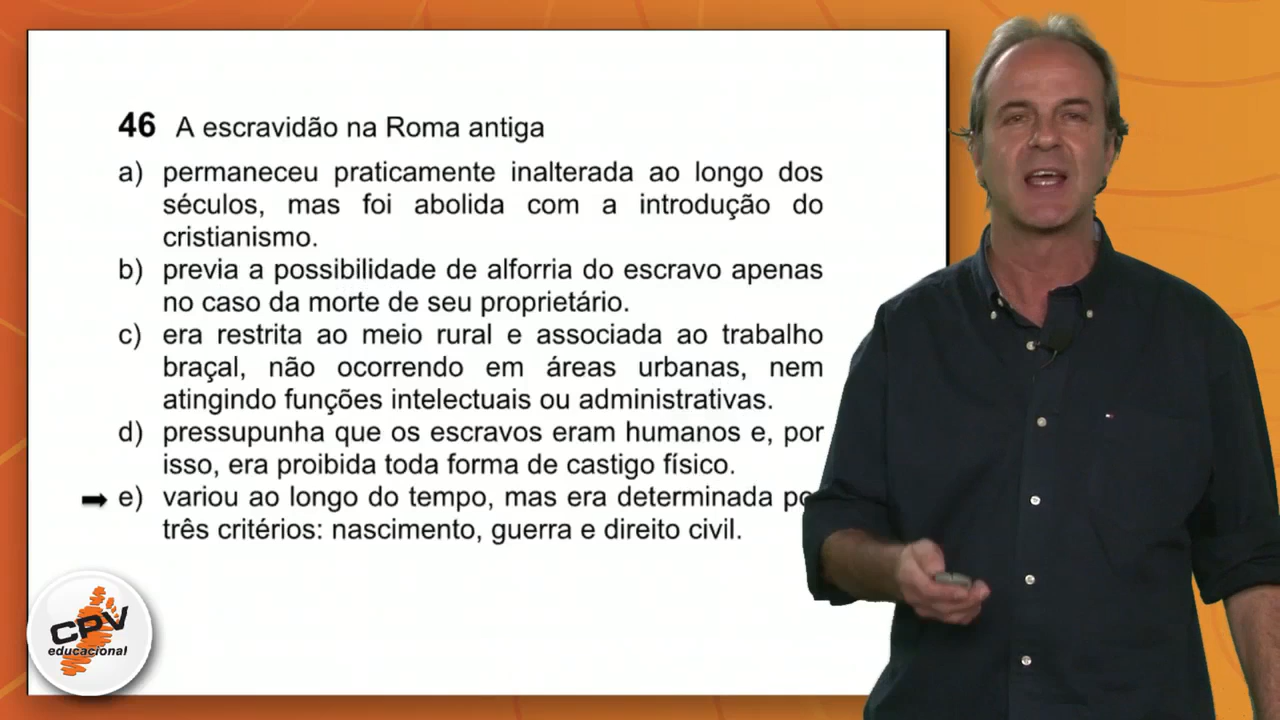 46 A escravidão na Roma antiga
a) permaneceu praticamente inalterada ao longo dos
séculos, mas foi abolida com a introdução do
cristianismo.
b) previa a possibilidade de alforria do escravo apenas
no caso da morte de seu proprietário.
c) era restrita ao meio rural e associada ao trabalho
braçal, não ocorrendo em áreas urbanas, nem
atingindo funções intelectuais ou administrativas.
d) pressupunha que os escravos eram humanos e, por
isso, era proibida toda forma de castigo físico.
➡ e) variou ao longo do tempo, mas era determinada po
três critérios: nascimento, guerra e direito civil.
CPV
educacional